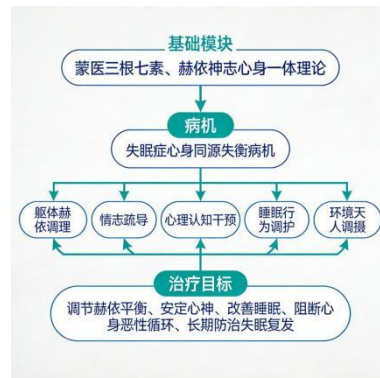 基础模块
蒙医三根七素、赫依神志心身一体理论
病机
失眠症心身同源失衡病机
躯体赫
依调理
情志疏导
心理认知干预
睡眠行
为调护
环境天
人调摄
治疗目标
调节赫依平衡、安定心神、改善睡眠、阻断心
身恶性循环、长期防治失眠复发